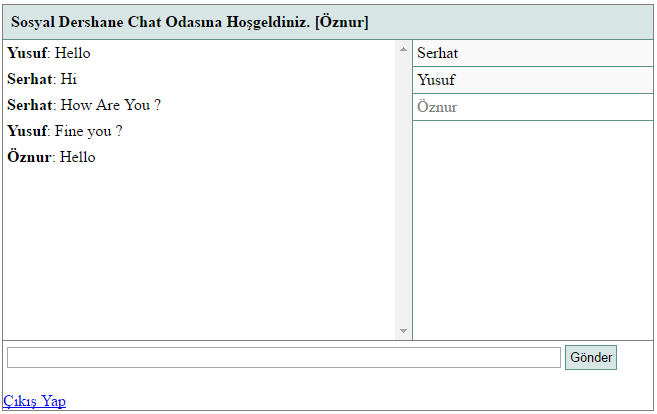 Sosyal Dershane Chat Odasına Hoşgeldiniz. [Öznur]
Yusuf: Hello
Serhat: Hi
Serhat: How Are You ?
Yusuf: Fine you ?
Öznur: Hello
Serhat
Yusuf
Öznur
Gönder
Çıkış Yap